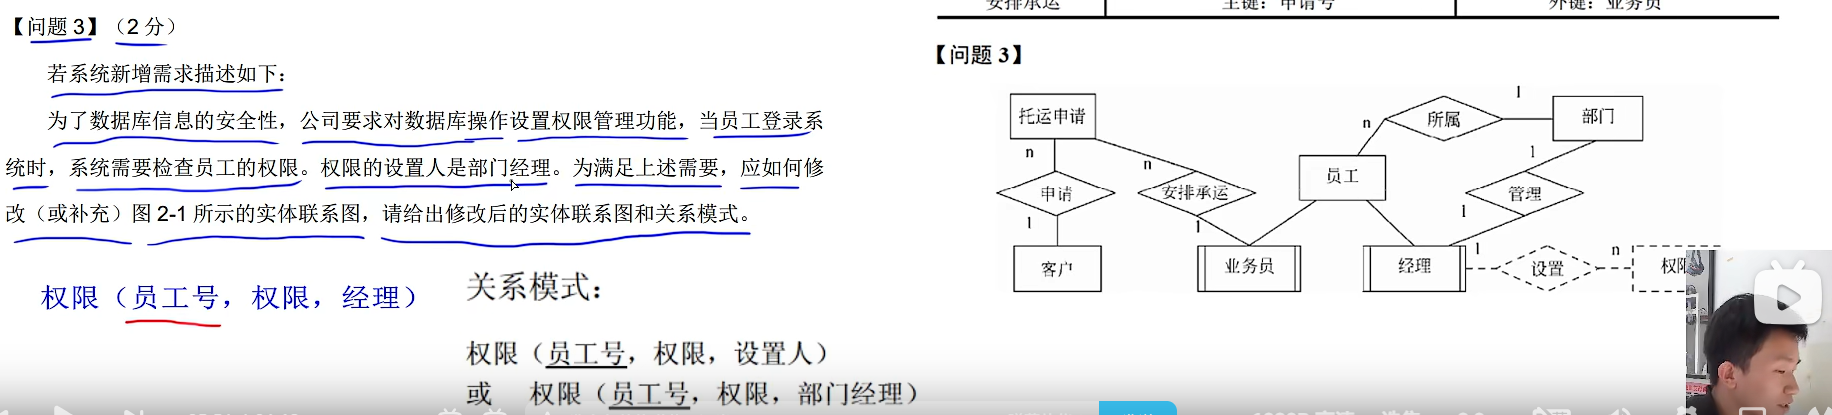 【问题 3】（2 分）
若系统新增需求描述如下：
为了数据库信息的安全性，公司要求对数据库操作设置权限管理功能，当员工登录系
统时，系统需要检查员工的权限。权限的设置人是部门经理。为满足上述需要，应如何修
改（或补充）图 2-1 所示的实体联系图，请给出修改后的实体联系图和关系模式。
权限（员工号，权限，经理）
关系模式：
权限（员工号，权限，设置人）
或 权限（员工号，权限，部门经理）
安排承运 主键：申请号 外键：业务员
【问题 3】
托运申请 所属 1 部门
n
n n 1
员工
申请 安排承运 管理
1 1 1
客户 业务员 经理 1 设置 n 权限